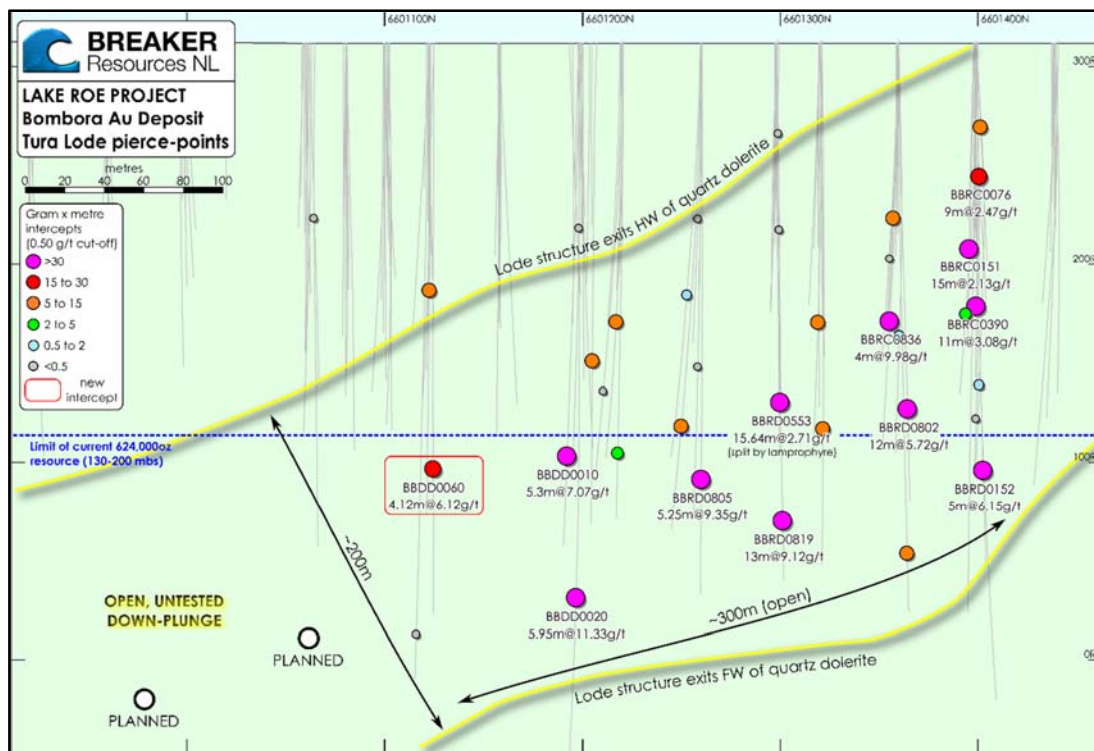 BREAKER
Resources NL
LAKE ROE PROJECT
Bombora Au Deposit
Tura Lode pierce-points
metres
0 20 40 60 80 100
Gram x metre
intercepts
(0.50 g/t cut-off)
>30
15 to 30
5 to 15
2 to 5
0.5 to 2
<0.5
new
intercept
6601100N
6601200N
6601300N
6601400N
300R
200R
100R
0R
Lode structure exits HW of quartz dolerite
BBRC0076
9m@2.47g/t
BBRC0151
15m@2.13g/t
BBRC0390
11m@3.08g/t
BBRC0836
4m@9.98g/t
BBRD0553
15.64m@2.71g/t
(split by lamprophyre)
BBRD0802
12m@5.72g/t
Limit of current 624,000oz
resource (130-200 mbs)
BBDD0060
4.12m@6.12g/t
BBDD0010
5.3m@7.07g/t
BBRD0805
5.25m@9.35g/t
BBRD0152
5m@6.15g/t
BBRD0819
13m@9.12g/t
~200m
~300m (open)
BBDD0020
5.95m@11.33g/t
OPEN, UNTESTED
DOWN-PLUNGE
PLANNED
PLANNED
Lode structure exits FW of quartz dolerite